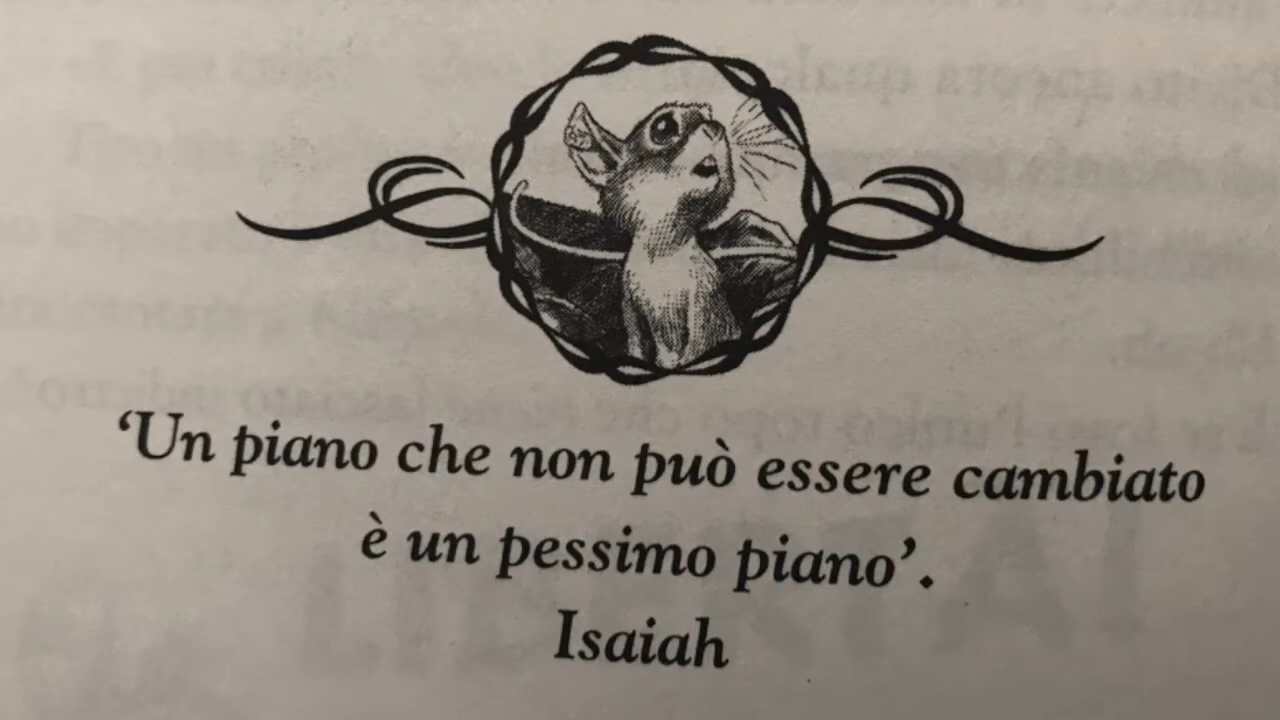 ‘Un piano che non può essere cambiato
è un pessimo piano’.
Isaiah